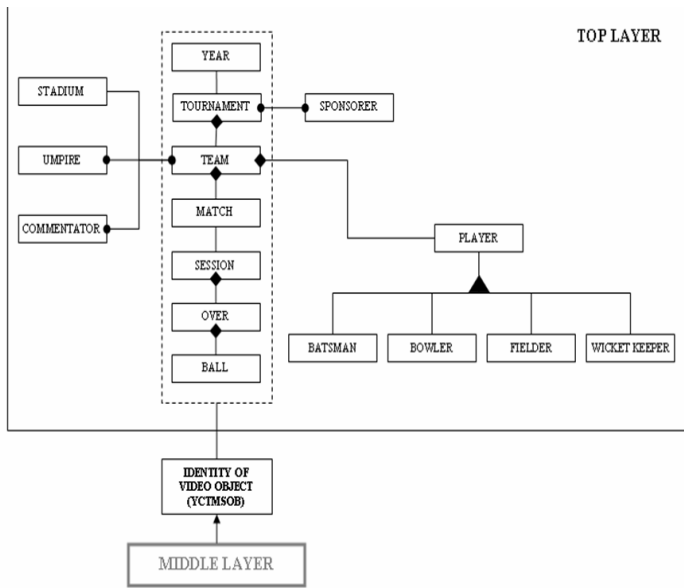 TOP LAYER
YEAR
STADIUM
TOURNAMENT
SPONSORER
UMPIRE
TEAM
MATCH
COMMENTATOR
PLAYER
SESSION
OVER
BATSMAN
BOWLER
FIELDER
WICKET KEEPER
BALL
IDENTITY OF
VIDEO OBJECT
(YCTMSOB)
MIDDLE LAYER